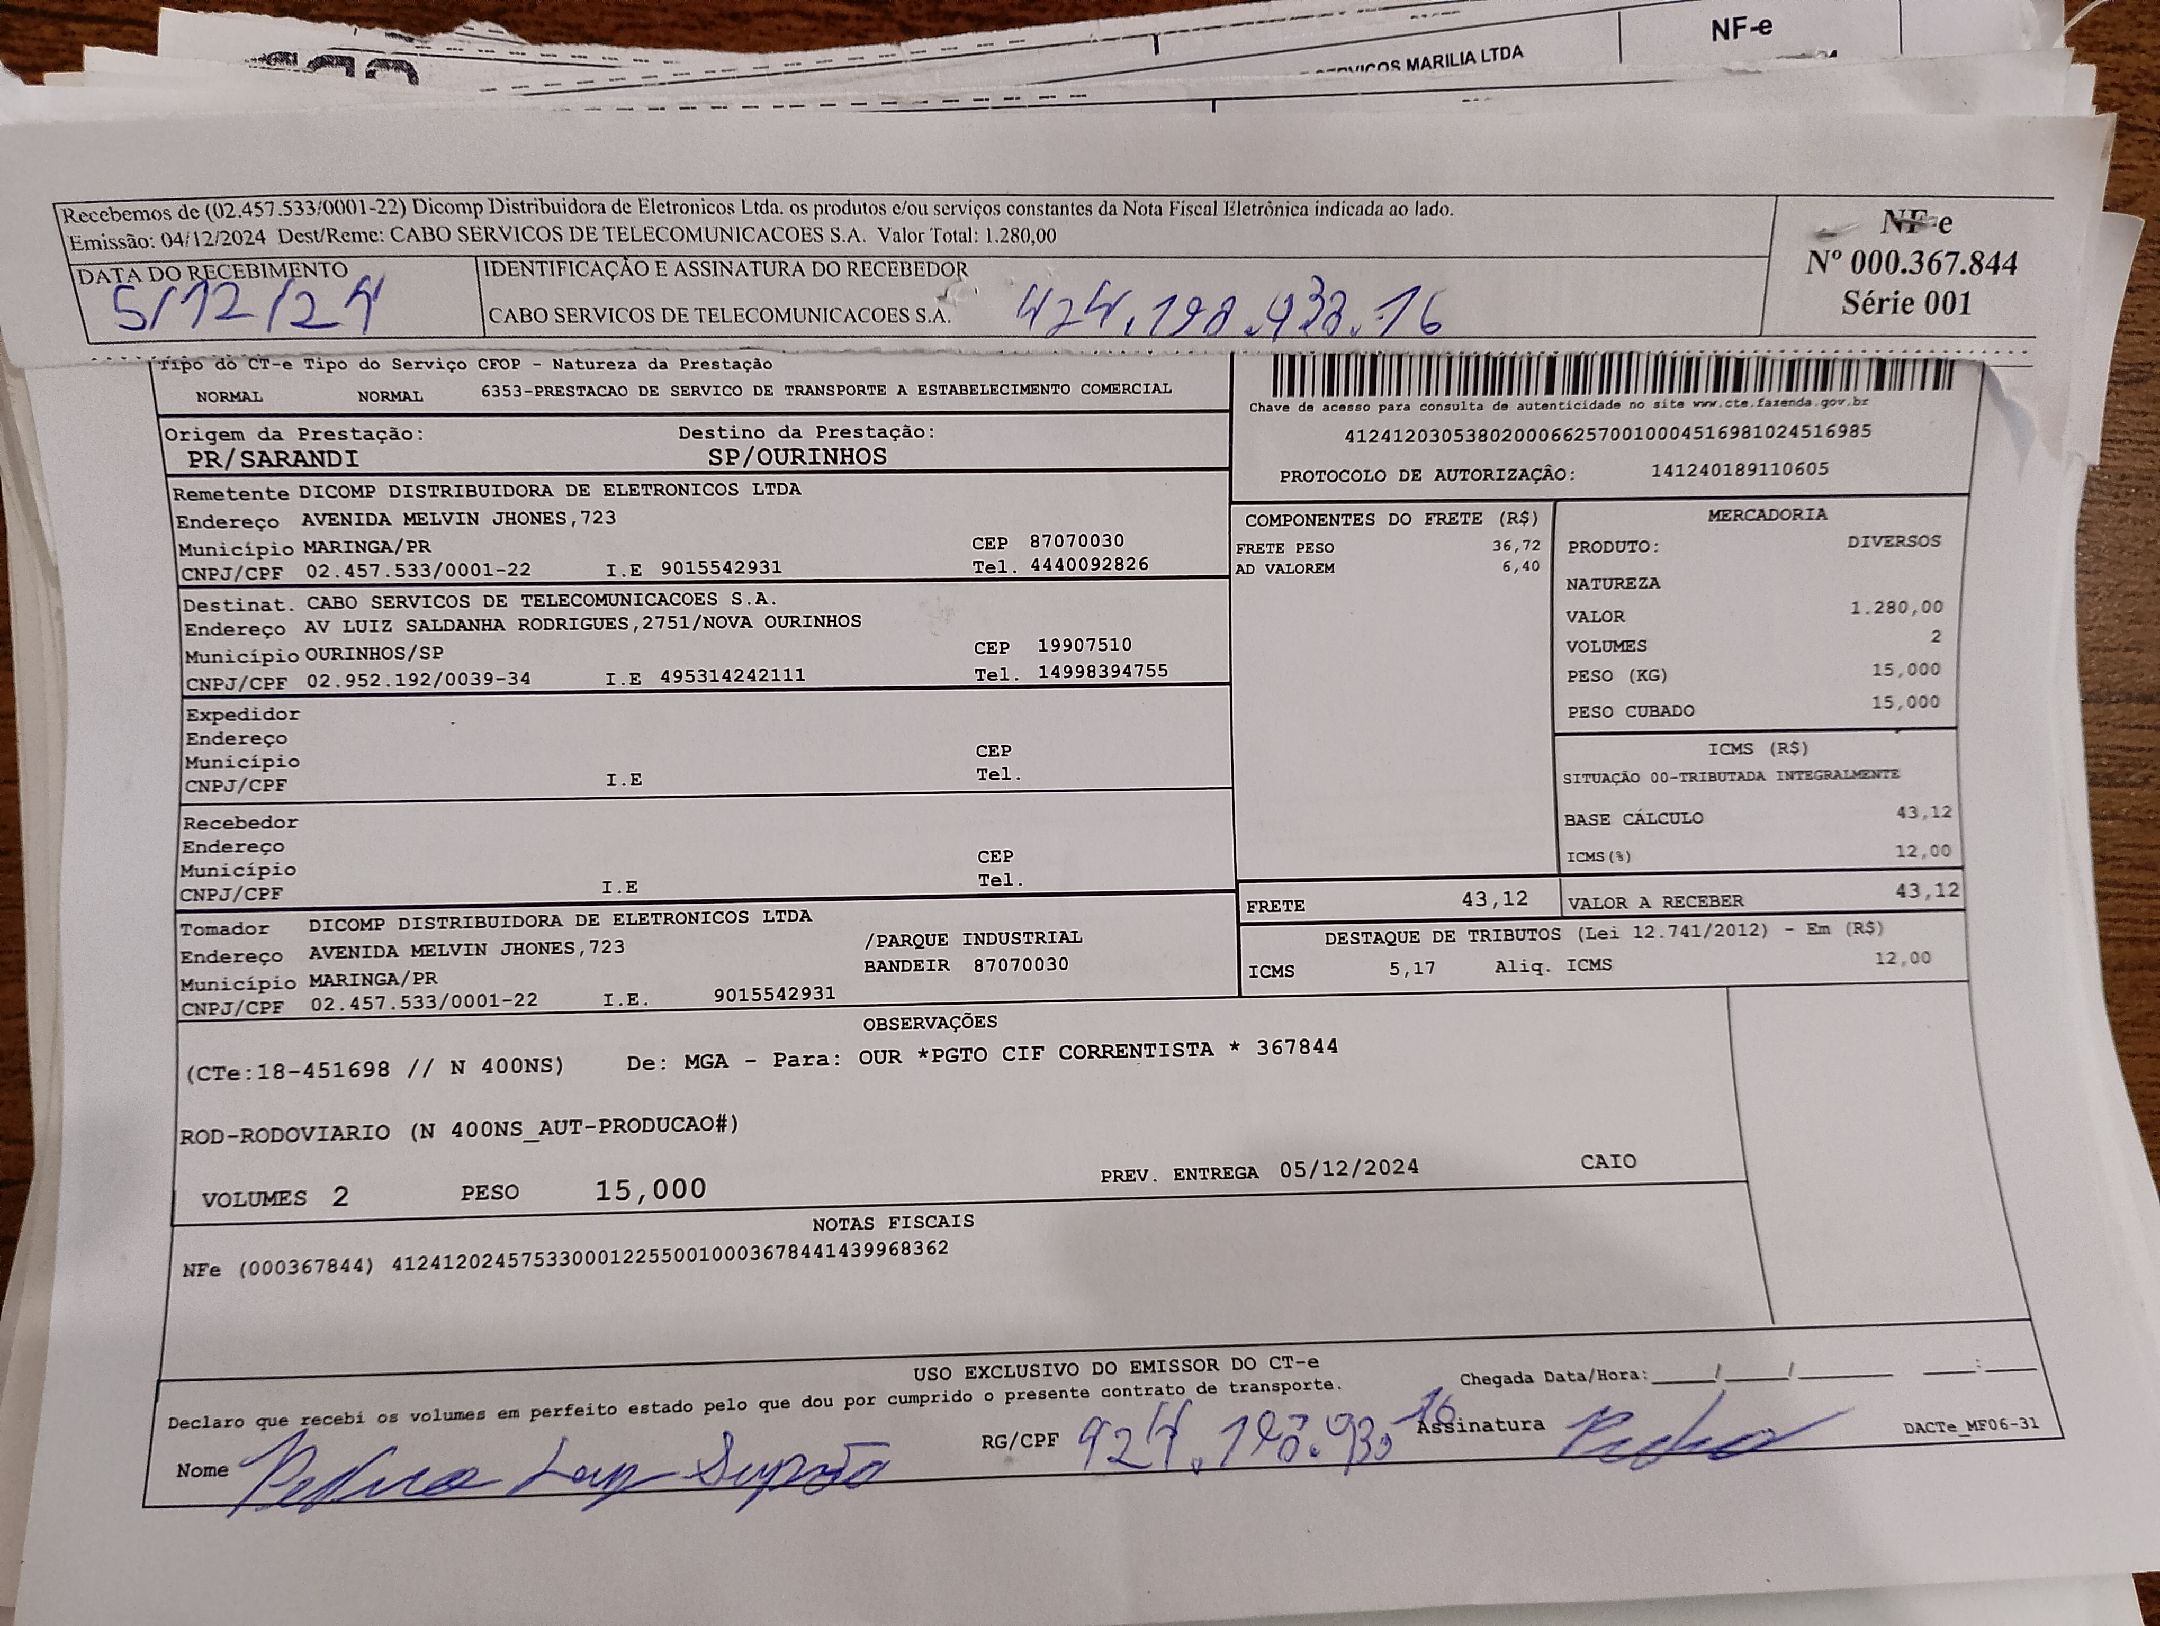 SERVICOS MARILIA LTDA
NF-e
Recebemos de (02.457.533/0001-22) Dicomp Distribuidora de Eletronicos Ltda. os produtos e/ou serviços constantes da Nota Fiscal Eletrônica indicada ao lado.
Emissão: 04/12/2024 Dest/Reme: CABO SERVICOS DE TELECOMUNICACOES S.A. Valor Total: 1.280,00
NF-e
Nº 000.367.844
Série 001
DATA DO RECEBIMENTO
5/12/24
IDENTIFICAÇÃO E ASSINATURA DO RECEBEDOR
CABO SERVICOS DE TELECOMUNICACOES S.A.
Tipo do CT-e Tipo do Serviço CFOP - Natureza da Prestação
NORMAL NORMAL 6353-PRESTACAO DE SERVICO DE TRANSPORTE A ESTABELECIMENTO COMERCIAL
Chave de acesso para consulta de autenticidade no site www.cte.fazenda.gov.br
41241203053802000662570010004516981024516985
PROTOCOLO DE AUTORIZAÇÃO: 141240189110605
Origem da Prestação: Destino da Prestação:
PR/SARANDI SP/OURINHOS
Remetente DICOMP DISTRIBUIDORA DE ELETRONICOS LTDA
Endereço AVENIDA MELVIN JHONES,723
Município MARINGA/PR CEP 87070030
CNPJ/CPF 02.457.533/0001-22 I.E 9015542931 Tel. 4440092826
Destinat. CABO SERVICOS DE TELECOMUNICACOES S.A.
Endereço AV LUIZ SALDANHA RODRIGUES,2751/NOVA OURINHOS
Município OURINHOS/SP CEP 19907510
CNPJ/CPF 02.952.192/0039-34 I.E 495314242111 Tel. 14998394755
Expedidor
Endereço
Município CEP
CNPJ/CPF I.E Tel.
Recebedor
Endereço
Município CEP
CNPJ/CPF I.E Tel.
Tomador DICOMP DISTRIBUIDORA DE ELETRONICOS LTDA
Endereço AVENIDA MELVIN JHONES,723 /PARQUE INDUSTRIAL
Município MARINGA/PR BANDEIR 87070030
CNPJ/CPF 02.457.533/0001-22 I.E. 9015542931
COMPONENTES DO FRETE (R$)
FRETE PESO 36,72
AD VALOREM 6,40
MERCADORIA
PRODUTO: DIVERSOS
NATUREZA
VALOR 1.280,00
VOLUMES 2
PESO (KG) 15,000
PESO CUBADO 15,000
ICMS (R$)
SITUAÇÃO 00-TRIBUTADA INTEGRALMENTE
BASE CÁLCULO 43,12
ICMS(%) 12,00
FRETE 43,12 VALOR A RECEBER 43,12
DESTAQUE DE TRIBUTOS (Lei 12.741/2012) - Em (R$)
ICMS 5,17 Aliq. ICMS 12,00
OBSERVAÇÕES
(CTe:18-451698 // N 400NS) De: MGA - Para: OUR *PGTO CIF CORRENTISTA * 367844
ROD-RODOVIARIO (N 400NS_AUT-PRODUCAO#)
VOLUMES 2 PESO 15,000 PREV. ENTREGA 05/12/2024 CAIO
NOTAS FISCAIS
NFe (000367844) 41241202457533000122550010003678441439968362
USO EXCLUSIVO DO EMISSOR DO CT-e
Declaro que recebi os volumes em perfeito estado pelo que dou por cumprido o presente contrato de transporte.
Chegada Data/Hora:____/____/______ ___:___
Nome
RG/CPF
Assinatura Pedro
DACTe_MF06-31